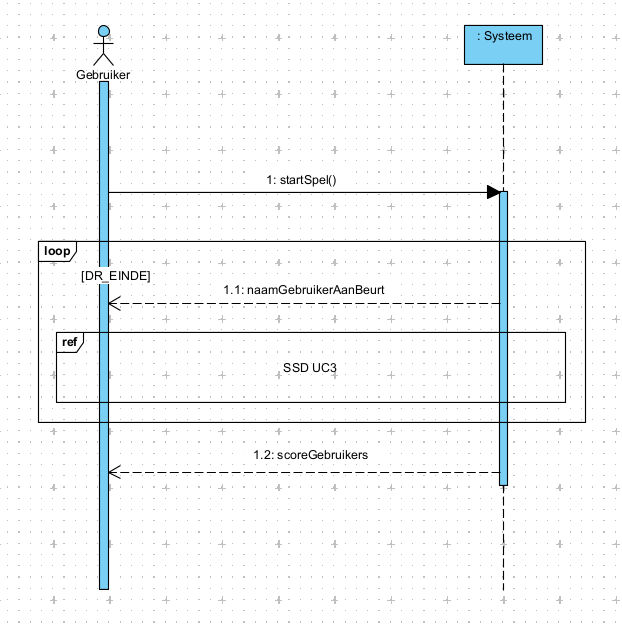 : Systeem
Gebruiker
1: startSpel()
loop
[DR_EINDE]
1.1: naamGebruikerAanBeurt
ref
SSD UC3
1.2: scoreGebruikers